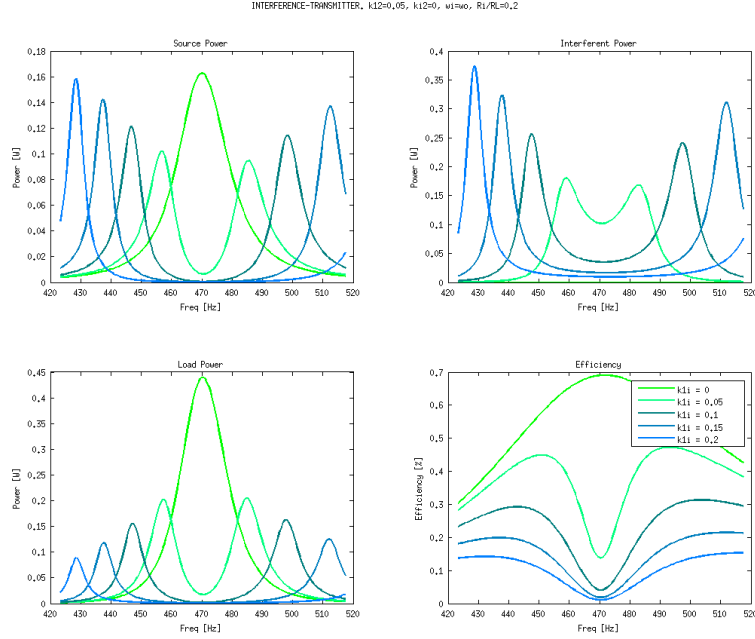 INTERFERENCE-TRANSMITTER. k12=0.05, ki2=0, wi=wo, Ri/RL=0.2
Source Power
Power [W]
0.18
0.16
0.14
0.12
0.1
0.08
0.06
0.04
0.02
0
420 430 440 450 460 470 480 490 500 510 520
Freq [Hz]
Interferent Power
Power [W]
0.4
0.35
0.3
0.25
0.2
0.15
0.1
0.05
0
420 430 440 450 460 470 480 490 500 510 520
Freq [Hz]
Load Power
Power [W]
0.45
0.4
0.35
0.3
0.25
0.2
0.15
0.1
0.05
0
420 430 440 450 460 470 480 490 500 510 520
Freq [Hz]
Efficiency
Efficiency [%]
0.7
0.6
0.5
0.4
0.3
0.2
0.1
0
k1i = 0
k1i = 0.05
k1i = 0.1
k1i = 0.15
k1i = 0.2
420 430 440 450 460 470 480 490 500 510 520
Freq [Hz]